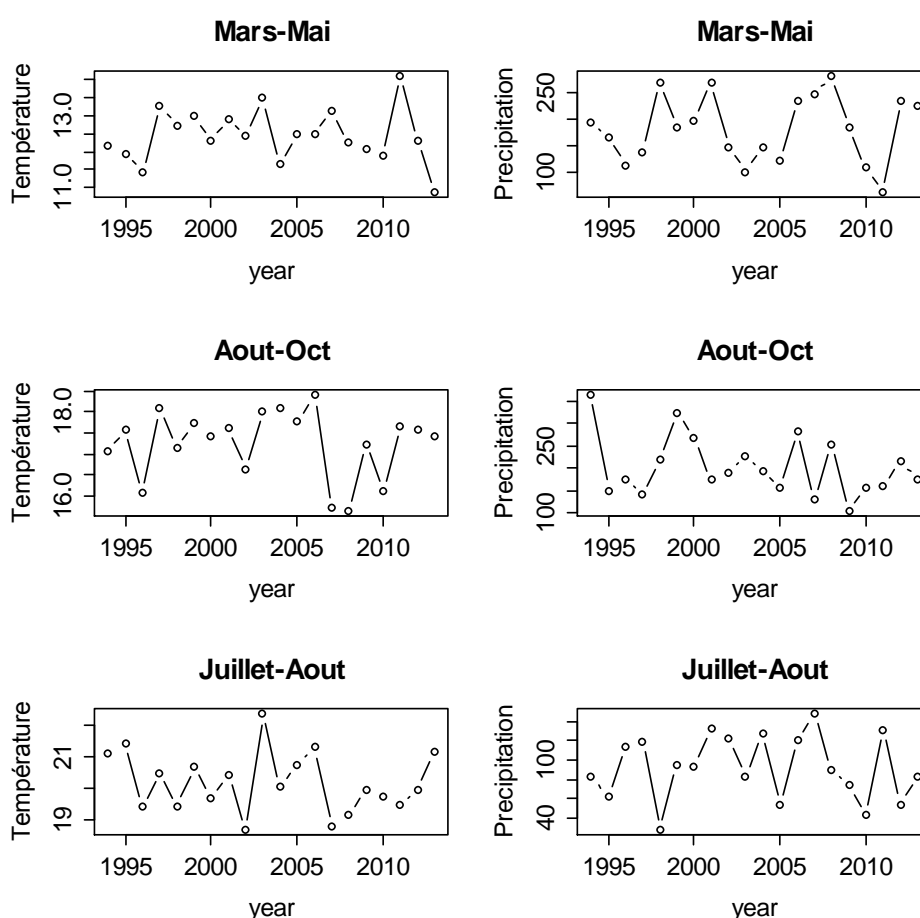 Mars-Mai
Température
11.0 13.0
1995 2000 2005 2010
year
Mars-Mai
Precipitation
100 250
1995 2000 2005 2010
year
Aout-Oct
Température
16.0 18.0
1995 2000 2005 2010
year
Aout-Oct
Precipitation
100 250
1995 2000 2005 2010
year
Juillet-Aout
Température
19 21
1995 2000 2005 2010
year
Juillet-Aout
Precipitation
40 100
1995 2000 2005 2010
year